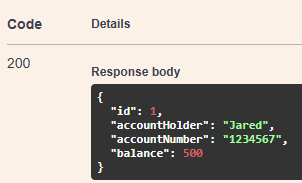 Code Details
200
Response body
{
  "id": 1,
  "accountHolder": "Jared",
  "accountNumber": "1234567",
  "balance": 500
}